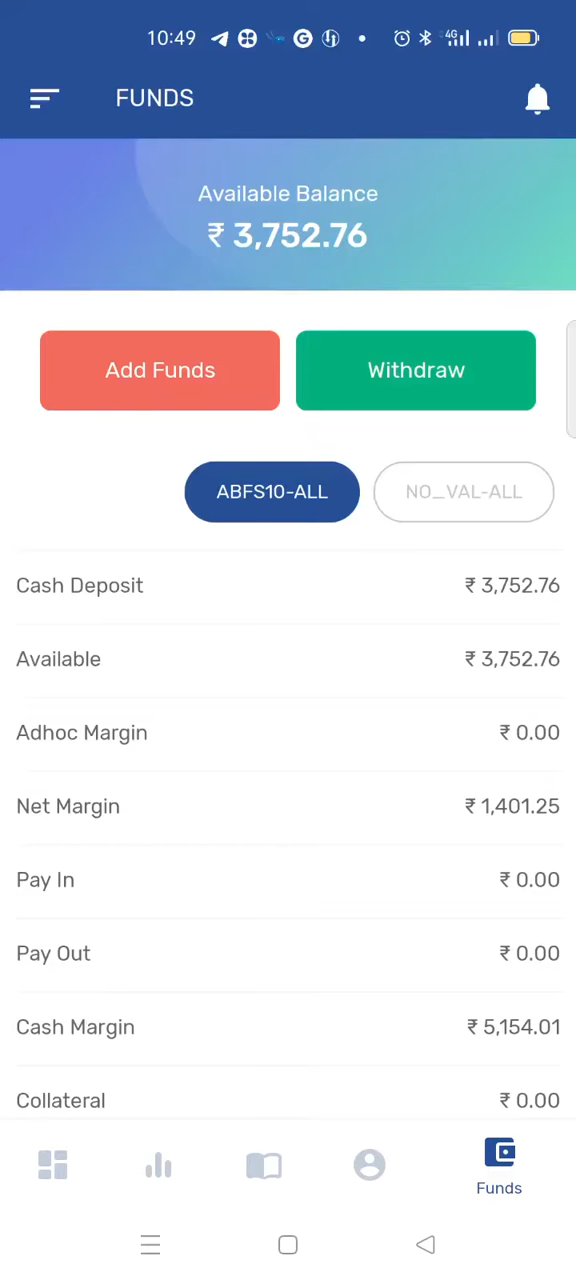 10:49 4G
FUNDS
Available Balance
₹ 3,752.76
Add Funds Withdraw
ABFS10-ALL NO_VAL-ALL
Cash Deposit ₹ 3,752.76
Available ₹ 3,752.76
Adhoc Margin ₹ 0.00
Net Margin ₹ 1,401.25
Pay In ₹ 0.00
Pay Out ₹ 0.00
Cash Margin ₹ 5,154.01
Collateral ₹ 0.00
Funds